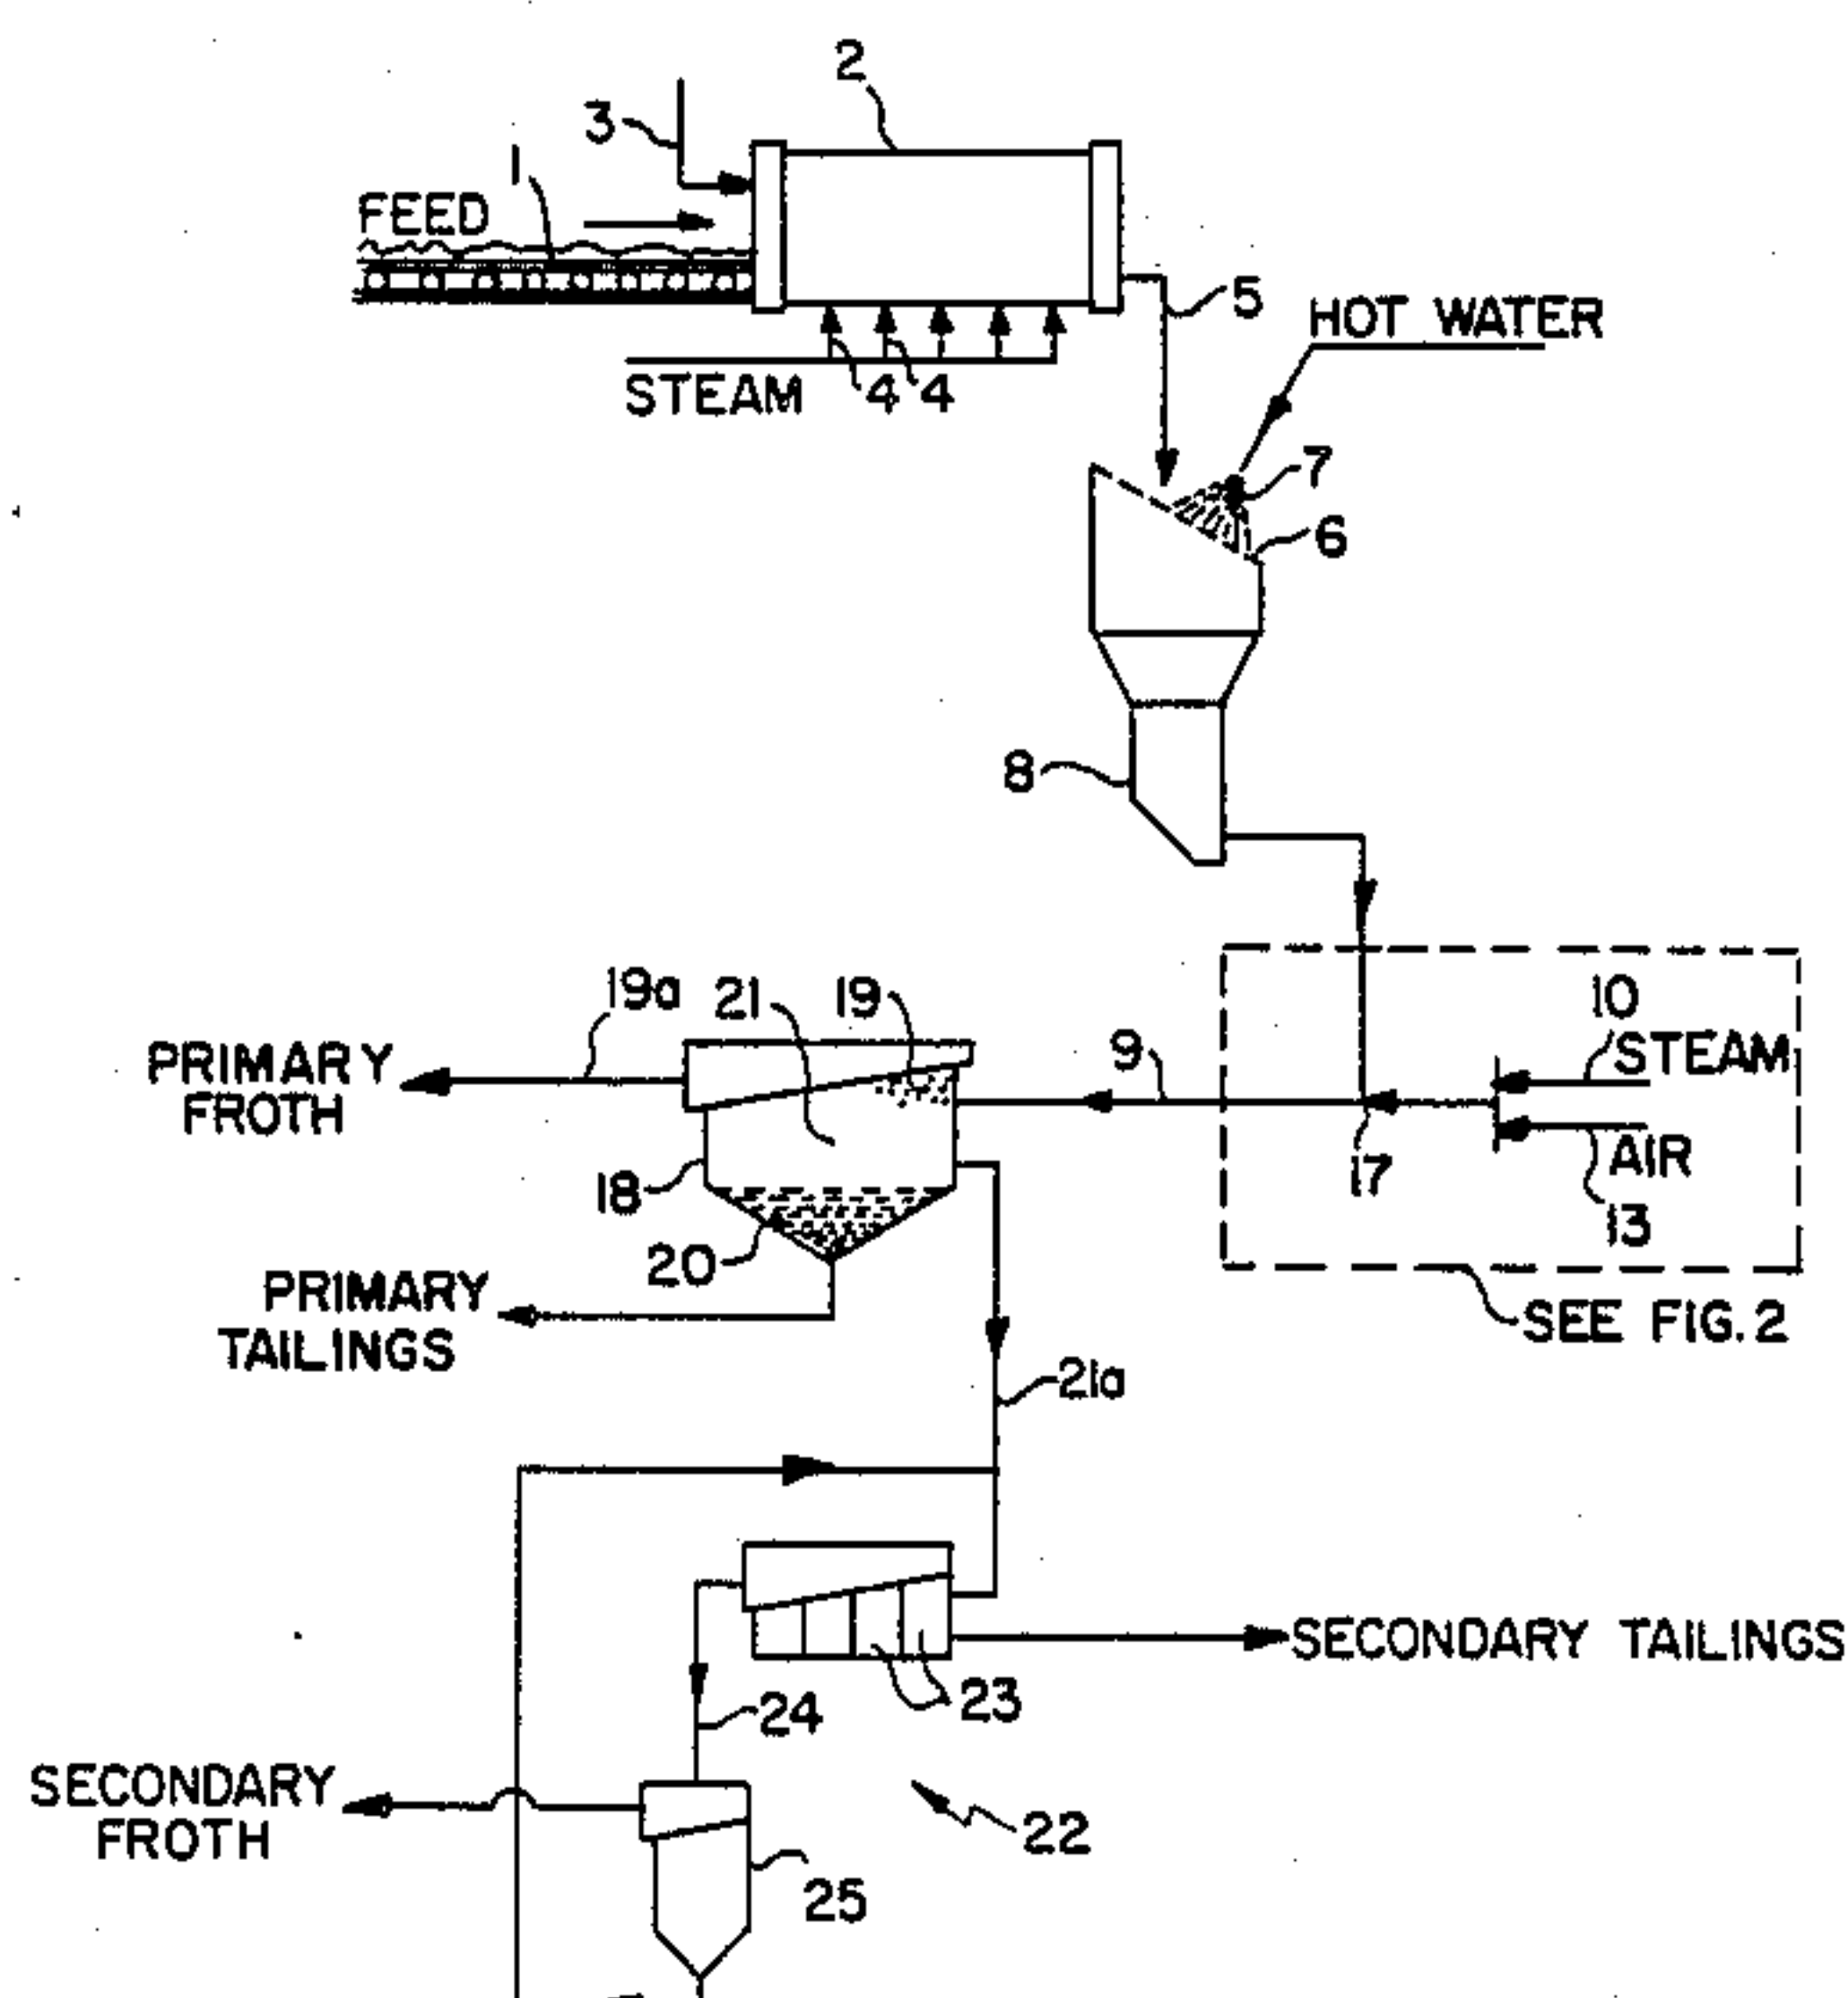 2
3
1
FEED
5
HOT WATER
STEAM 4 4
7
6
8
19a 21 19
10
9
STEAM
PRIMARY
FROTH
17
AIR
18
13
20
PRIMARY
TAILINGS
SEE FIG. 2
21a
SECONDARY TAILINGS
23
24
SECONDARY
FROTH
22
25